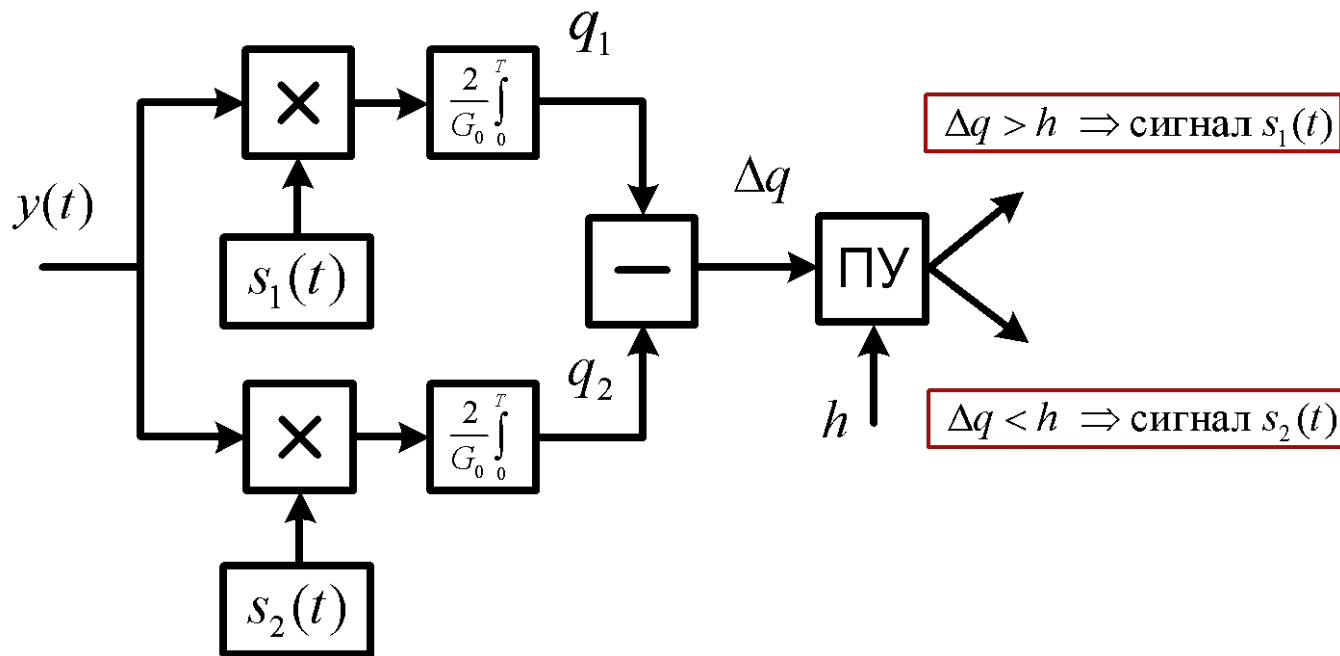 q₁
×
2/G₀ ∫₀ᵀ
Δq > h ⇒ сигнал s₁(t)
y(t)
s₁(t)
−
Δq
ПУ
q₂
×
2/G₀ ∫₀ᵀ
h
Δq < h ⇒ сигнал s₂(t)
s₂(t)